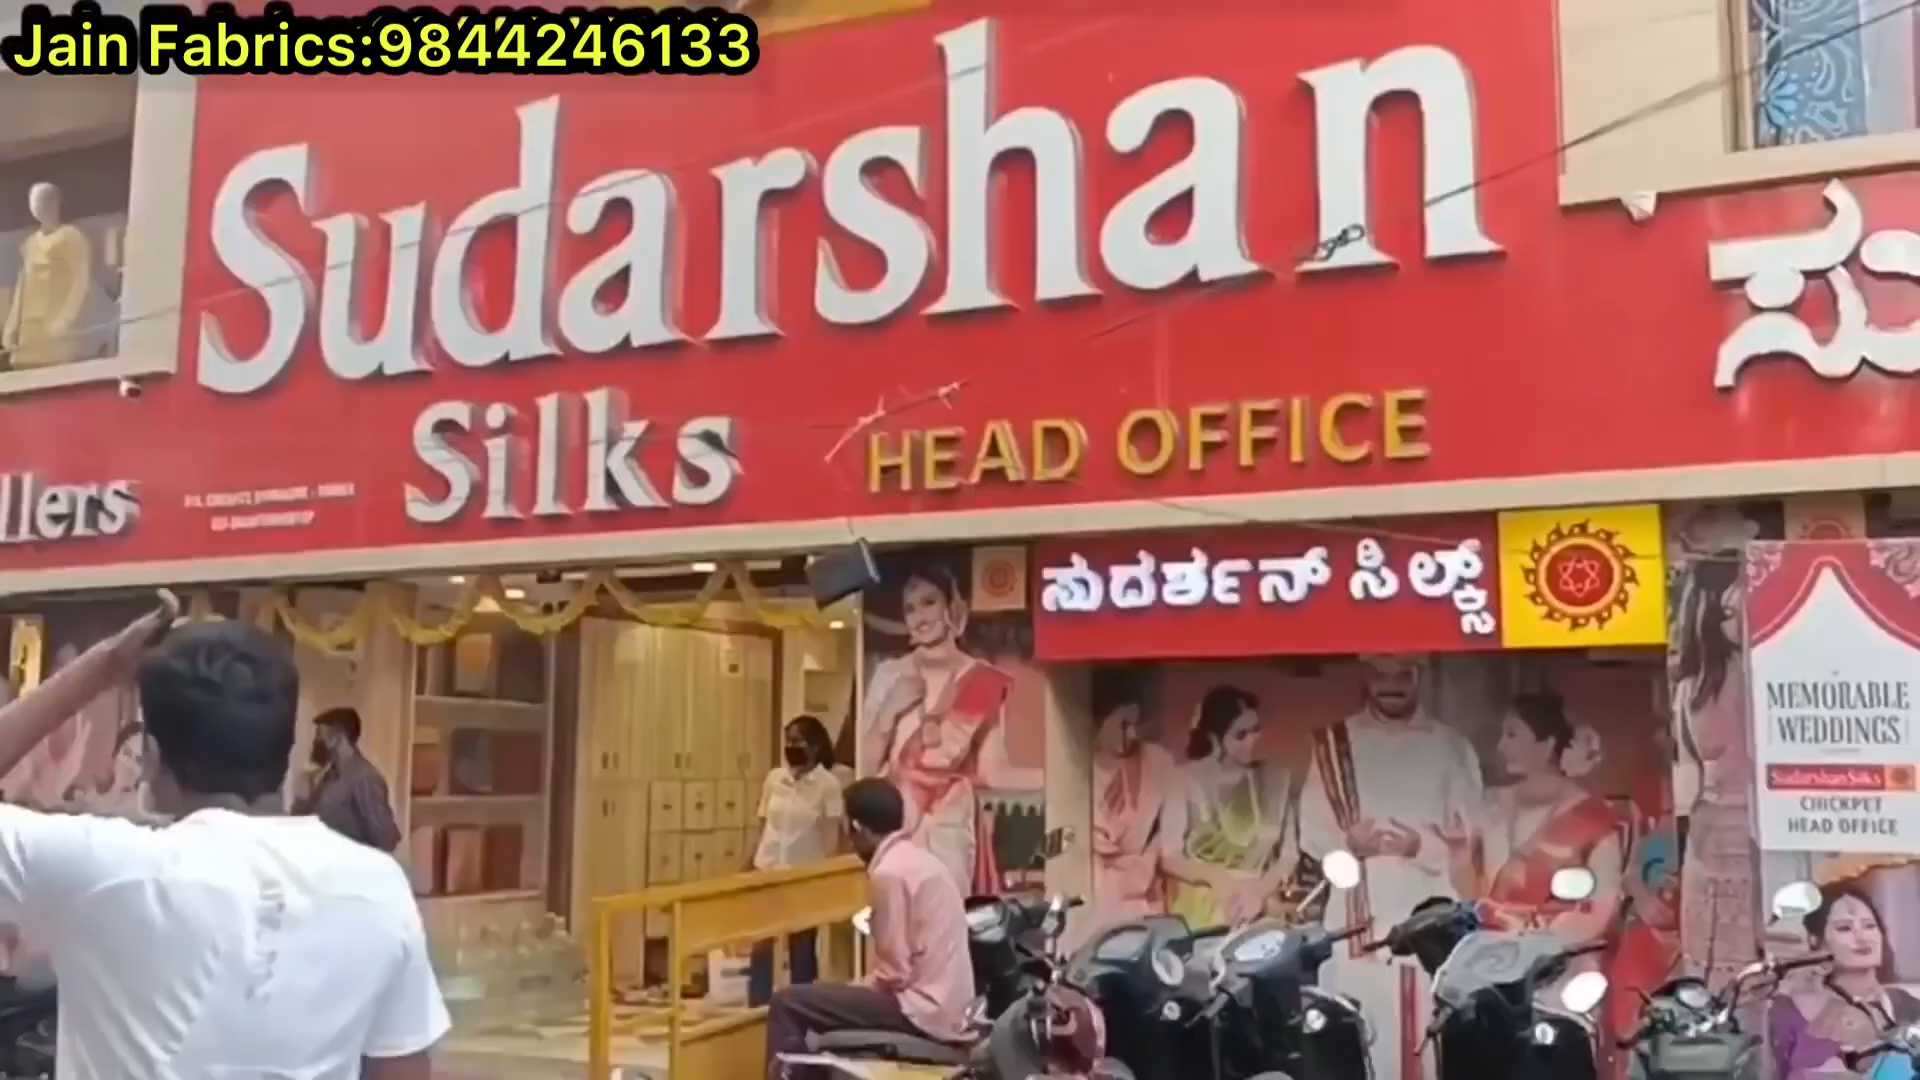 Jain Fabrics:9844246133
Sudarshan
ಸು
Silks
HEAD OFFICE
llers
ಸುದರ್ಶನ್ ಸಿಲ್ಕ್ಸ್
MEMORABLE
WEDDINGS
Sudarshan Silks
CHICKPET
HEAD OFFICE